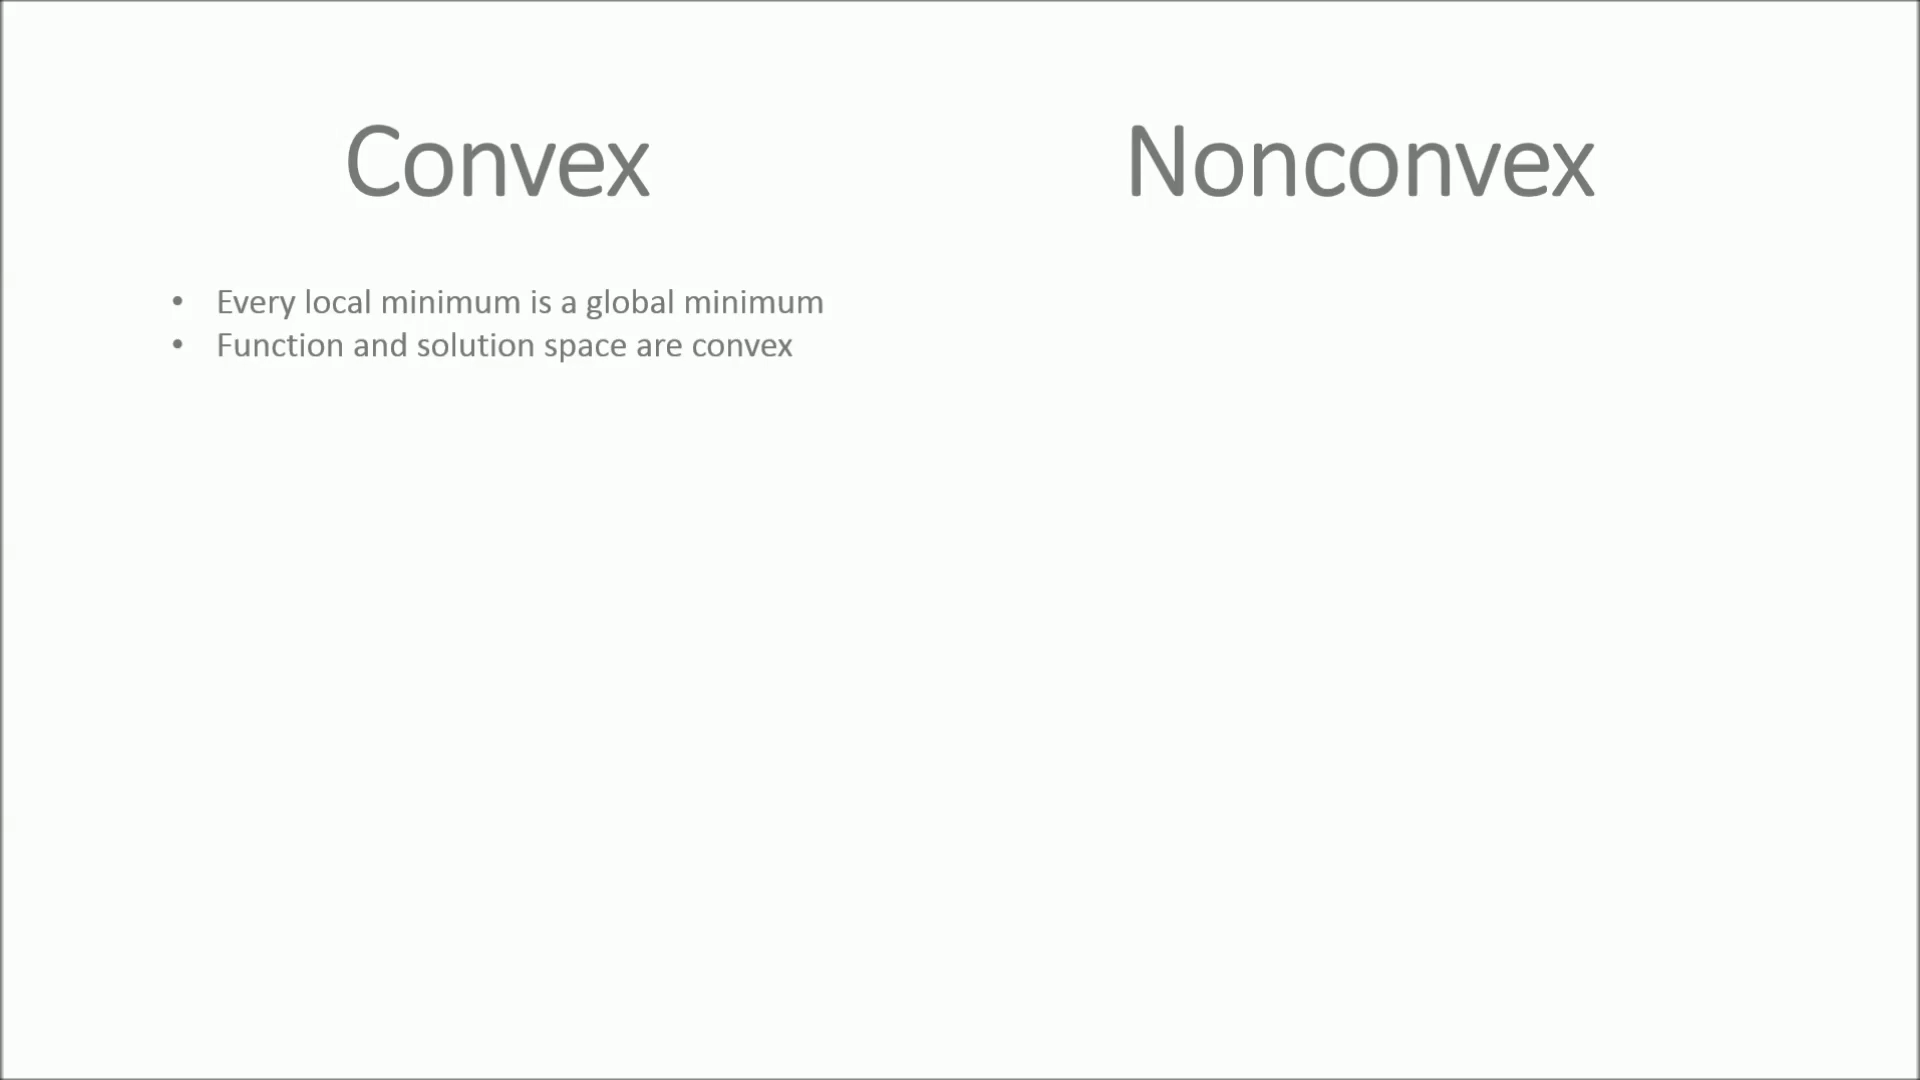 Convex
Nonconvex
• Every local minimum is a global minimum
• Function and solution space are convex